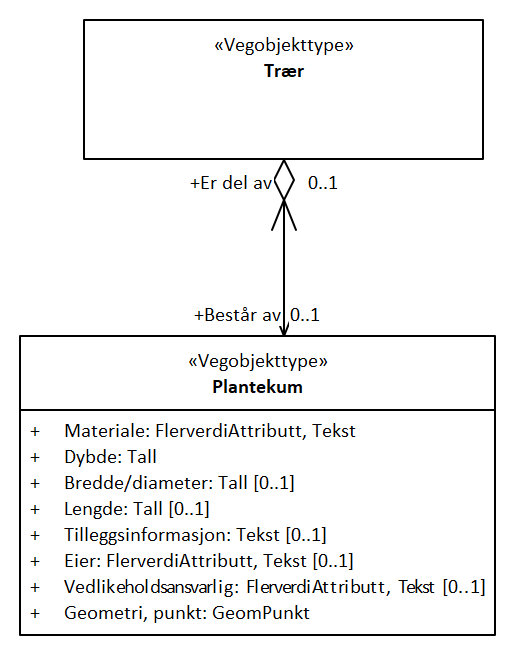 «Vegobjekttype»
Trær
+Er del av 0..1
+Består av 0..1
«Vegobjekttype»
Plantekum
+ Materiale: FlerverdiAttributt, Tekst
+ Dybde: Tall
+ Bredde/diameter: Tall [0..1]
+ Lengde: Tall [0..1]
+ Tilleggsinformasjon: Tekst [0..1]
+ Eier: FlerverdiAttributt, Tekst [0..1]
+ Vedlikeholdsansvarlig: FlerverdiAttributt, Tekst [0..1]
+ Geometri, punkt: GeomPunkt